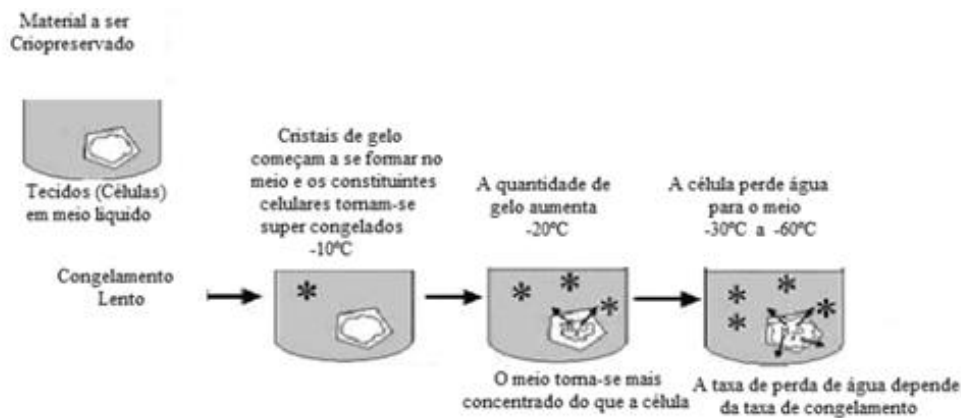 Material a ser
Criopreservado
Tecidos (Células)
em meio liquido
Cristais de gelo
começam a se formar no
meio e os constituintes
celulares tornam-se
super congelados
-10ºC
A quantidade de
gelo aumenta
-20ºC
A célula perde água
para o meio
-30ºC a -60ºC
Congelamento
Lento
O meio torna-se mais
concentrado do que a célula
A taxa de perda de água depende
da taxa de congelamento